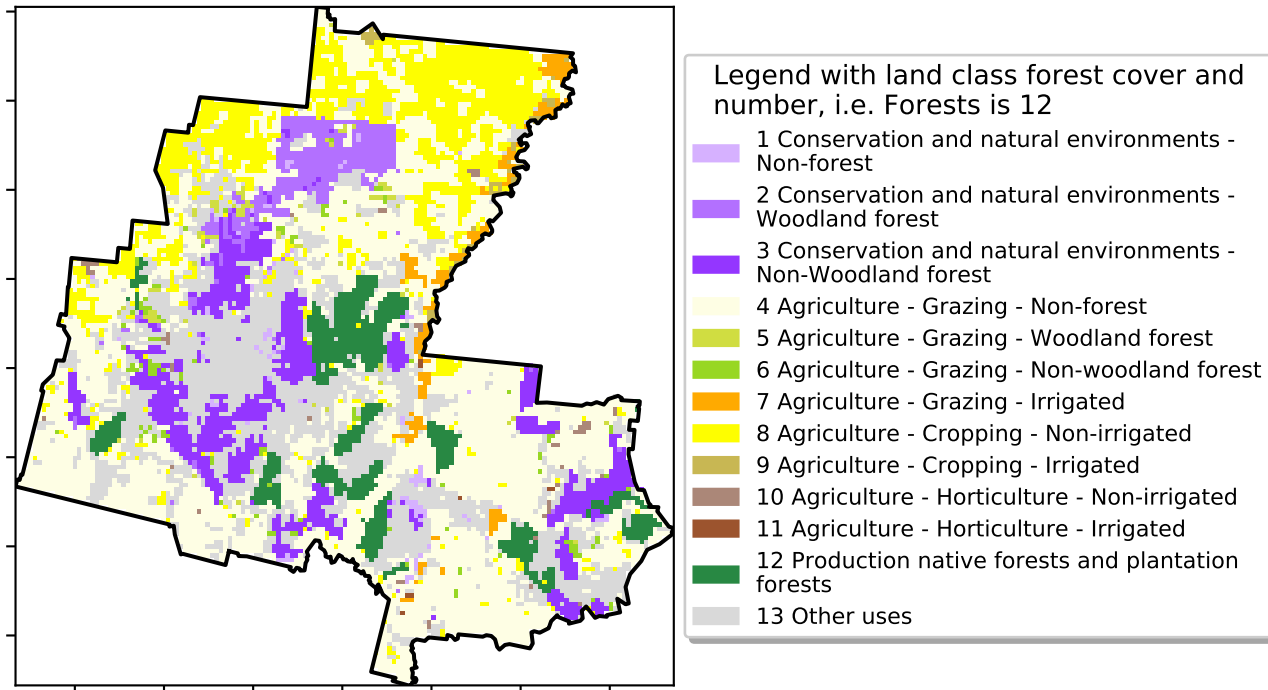 Legend with land class forest cover and
number, i.e. Forests is 12
1 Conservation and natural environments -
Non-forest
2 Conservation and natural environments -
Woodland forest
3 Conservation and natural environments -
Non-Woodland forest
4 Agriculture - Grazing - Non-forest
5 Agriculture - Grazing - Woodland forest
6 Agriculture - Grazing - Non-woodland forest
7 Agriculture - Grazing - Irrigated
8 Agriculture - Cropping - Non-irrigated
9 Agriculture - Cropping - Irrigated
10 Agriculture - Horticulture - Non-irrigated
11 Agriculture - Horticulture - Irrigated
12 Production native forests and plantation
forests
13 Other uses